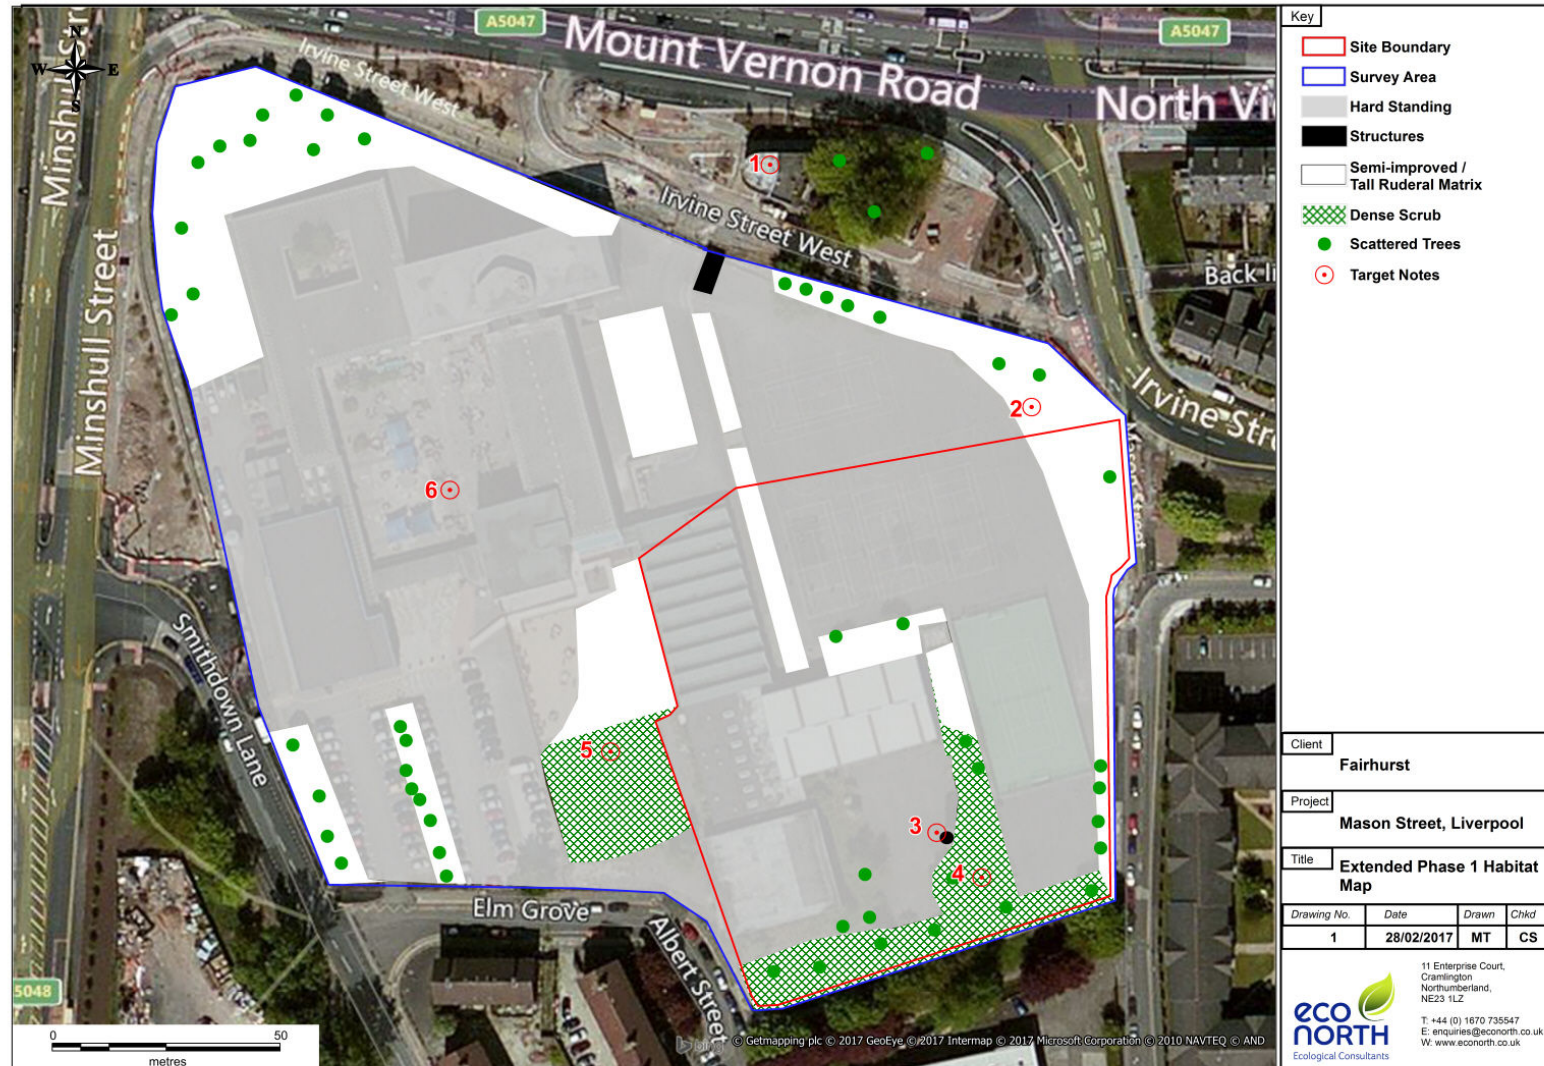 A5047
A5047
Mount Vernon Road
North Vi
Irvine Street West
Minshull Stre
N
W E
S
1
Irvine Street West
Back I
Irvine Stre
Minshull Street
2
6
Smithdown Lane
5
3
4
Elm Grove
Albert Street
5048
0 50
metres
bing
© Getmapping plc © 2017 GeoEye © 2017 Intermap © 2017 Microsoft Corporation © 2010 NAVTEQ © AND
Key
Site Boundary
Survey Area
Hard Standing
Structures
Semi-improved /
Tall Ruderal Matrix
Dense Scrub
Scattered Trees
Target Notes
Client
Fairhurst
Project
Mason Street, Liverpool
Title
Extended Phase 1 Habitat
Map
Drawing No. Date Drawn Chkd
1 28/02/2017 MT CS
eco
NORTH
Ecological Consultants
11 Enterprise Court,
Cramlington
Northumberland,
NE23 1LZ
T: +44 (0) 1670 735547
E: enquiries@econorth.co.uk
W: www.econorth.co.uk